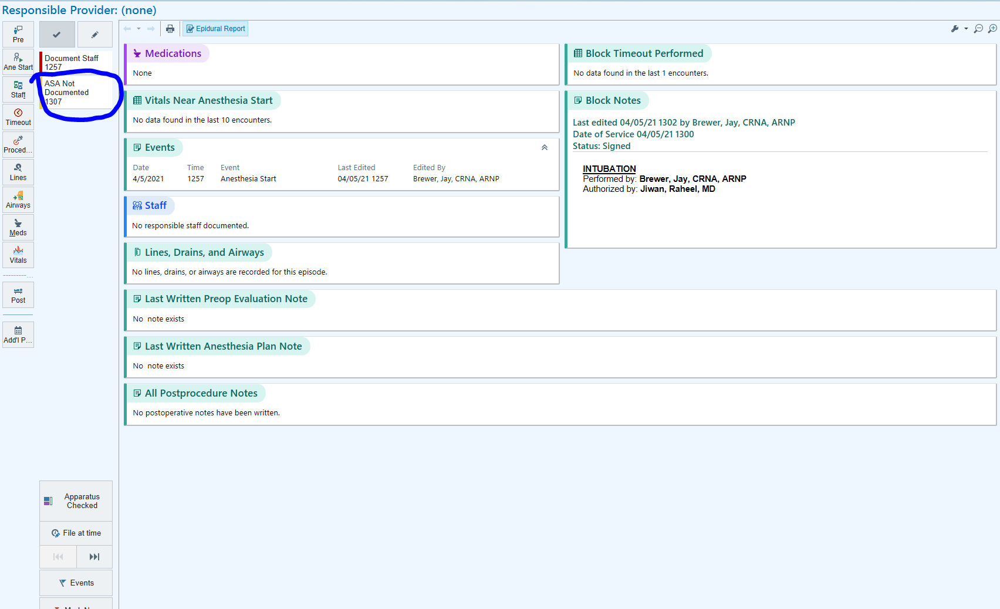 Responsible Provider: (none)
Pre
Ane Start
Staff
Timeout
Proced...
Lines
Airways
Meds
Vitals
----------...
Post
Add'l P...
Document Staff
1257
ASA Not
Documented
1307
Apparatus
Checked
File at time
Events
Epidural Report
Medications
None
Vitals Near Anesthesia Start
No data found in the last 10 encounters.
Events
Date Time Event Last Edited Edited By
4/5/2021 1257 Anesthesia Start 04/05/21 1257 Brewer, Jay, CRNA, ARNP
Staff
No responsible staff documented.
Lines, Drains, and Airways
No lines, drains, or airways are recorded for this episode.
Block Timeout Performed
No data found in the last 1 encounters.
Block Notes
Last edited 04/05/21 1302 by Brewer, Jay, CRNA, ARNP
Date of Service 04/05/21 1300
Status: Signed
INTUBATION
Performed by: Brewer, Jay, CRNA, ARNP
Authorized by: Jiwan, Raheel, MD
Last Written Preop Evaluation Note
No note exists
Last Written Anesthesia Plan Note
No note exists
All Postprocedure Notes
No postoperative notes have been written.